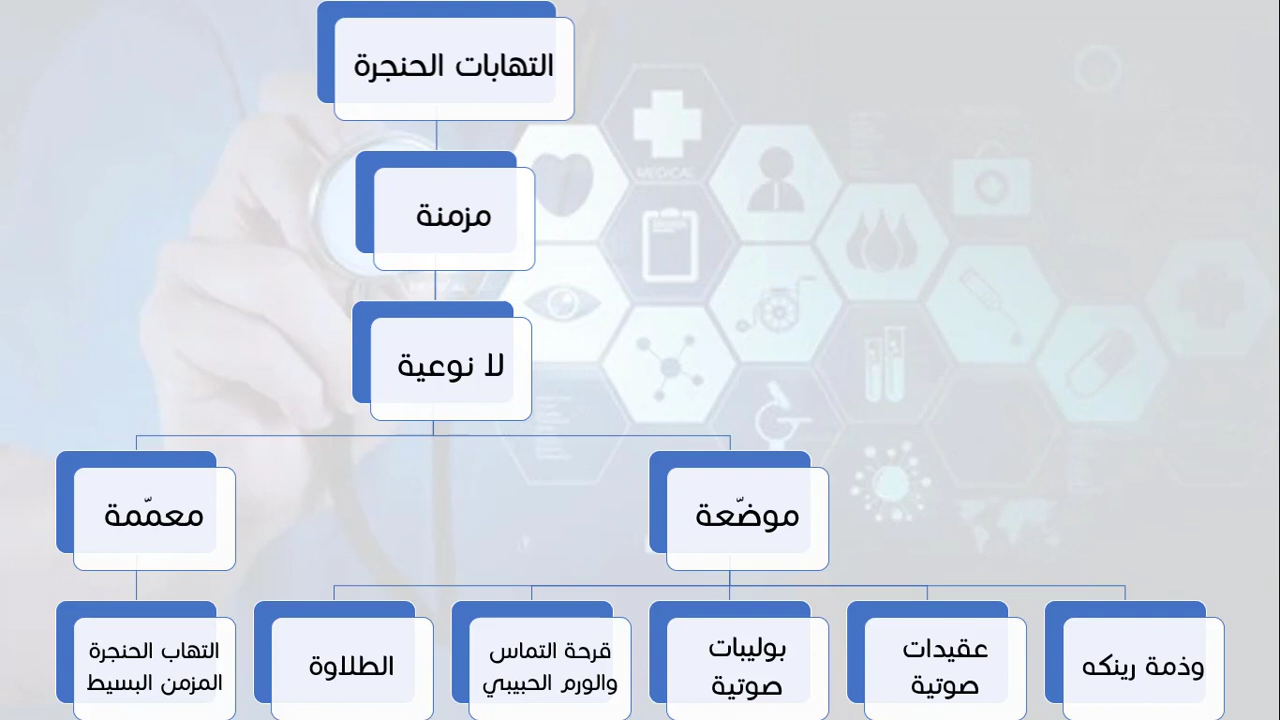 التهابات الحنجرة
مزمنة
لا نوعية
موضّعة
معمّمة
وذمة رينكه
عقيدات
صوتية
بوليبات
صوتية
قرحة التماس
والورم الحبيبي
الطلاوة
التهاب الحنجرة
المزمن البسيط
MEDICAL